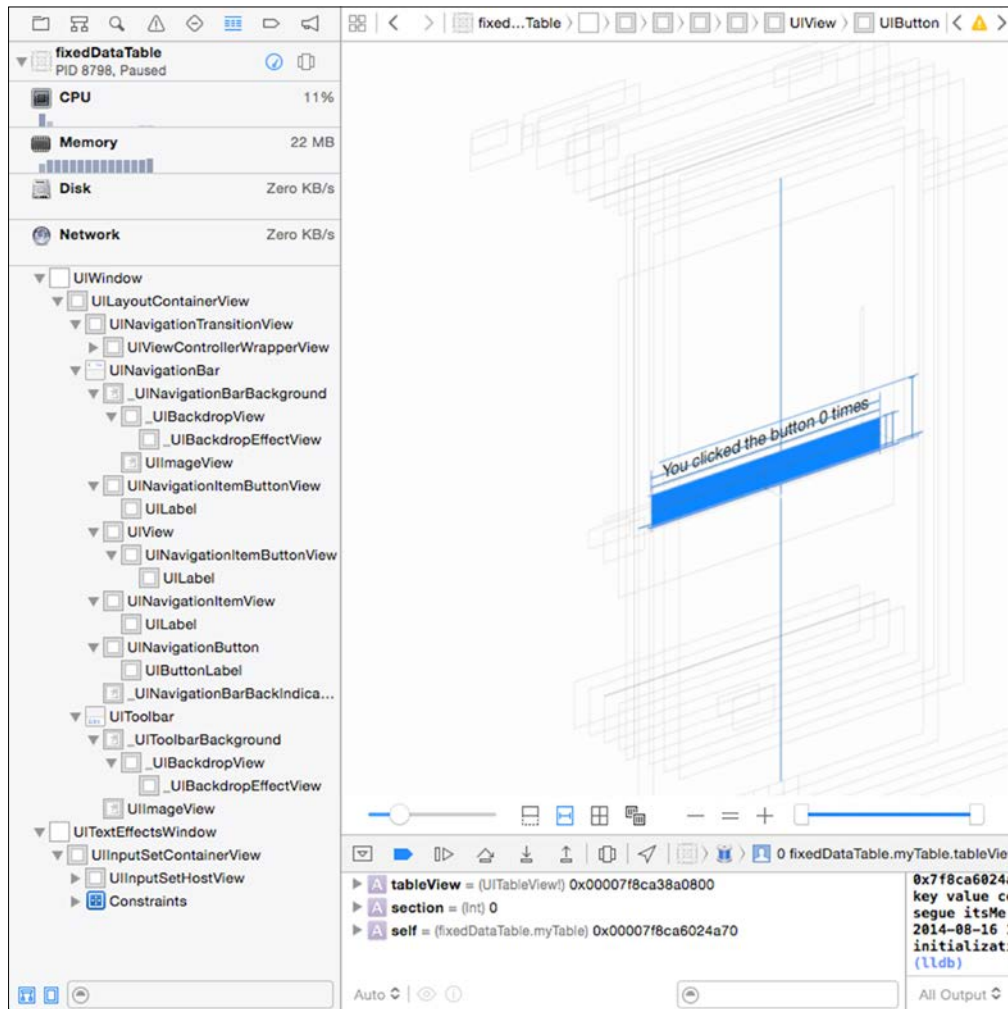 fixed...Table
UIView
UIButton
fixedDataTable
PID 8798, Paused
CPU
11%
Memory
22 MB
Disk
Zero KB/s
Network
Zero KB/s
UIWindow
UILayoutContainerView
UINavigationTransitionView
UIViewControllerWrapperView
UINavigationBar
_UINavigationBarBackground
_UIBackdropView
_UIBackdropEffectView
UIImageView
UINavigationItemButtonView
UILabel
UIView
UINavigationItemButtonView
UILabel
UINavigationItemView
UILabel
UINavigationButton
UIButtonLabel
_UINavigationBarBackIndica...
UIToolbar
_UIToolbarBackground
_UIBackdropView
_UIBackdropEffectView
UIImageView
UITextEffectsWindow
UIInputSetContainerView
UIInputSetHostView
Constraints
You clicked the button 0 times
0 fixedDataTable.myTable.tableVie
A tableView = (UITableView!) 0x00007f8ca38a0800
A section = (Int) 0
A self = (fixedDataTable.myTable) 0x00007f8ca6024a70
0x7f8ca6024a
key value c
segue itsMe
2014-08-16
initializati
(lldb)
Auto
All Output